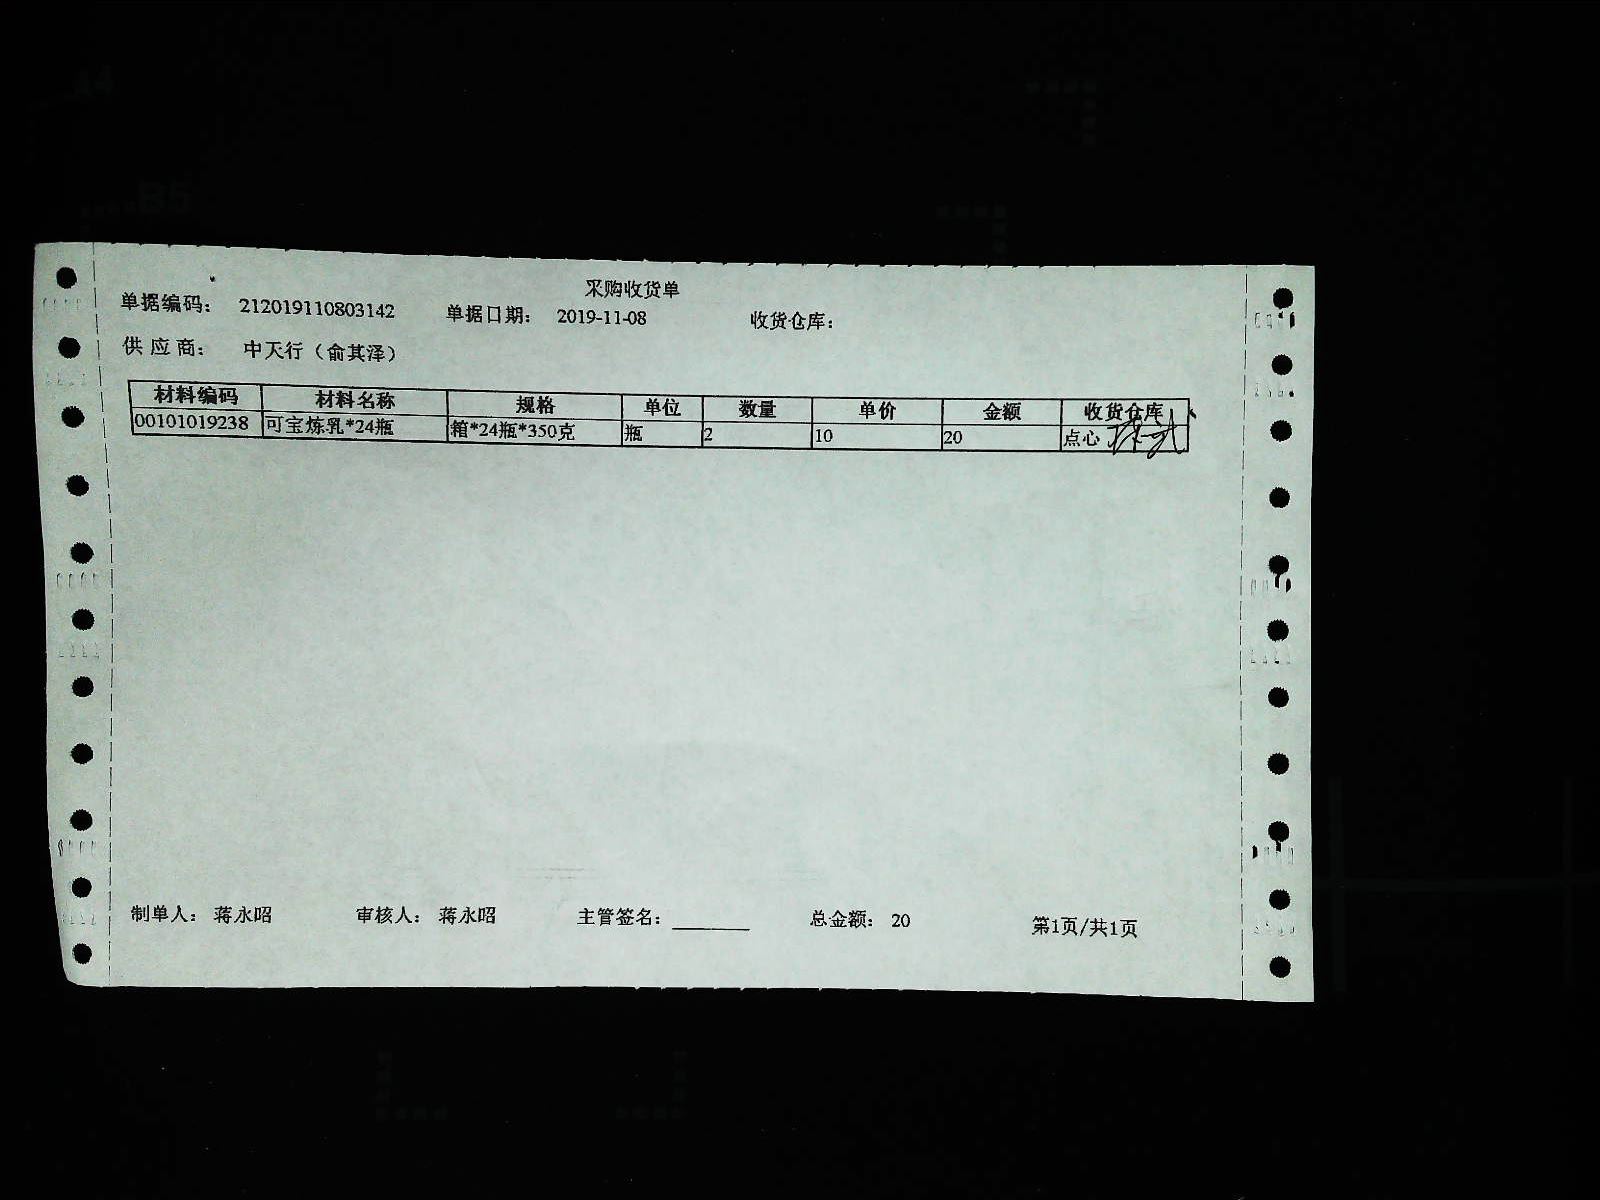 采购收货单
单据编码： 212019110803142 单据日期： 2019-11-08 收货仓库：
供 应 商： 中天行（俞其泽）
材料编码 材料名称 规格 单位 数量 单价 金额 收货仓库
00101019238 可宝炼乳*24瓶 箱*24瓶*350克 瓶 2 10 20 点心
制单人： 蒋永昭 审核人： 蒋永昭 主管签名： 总金额： 20 第1页/共1页